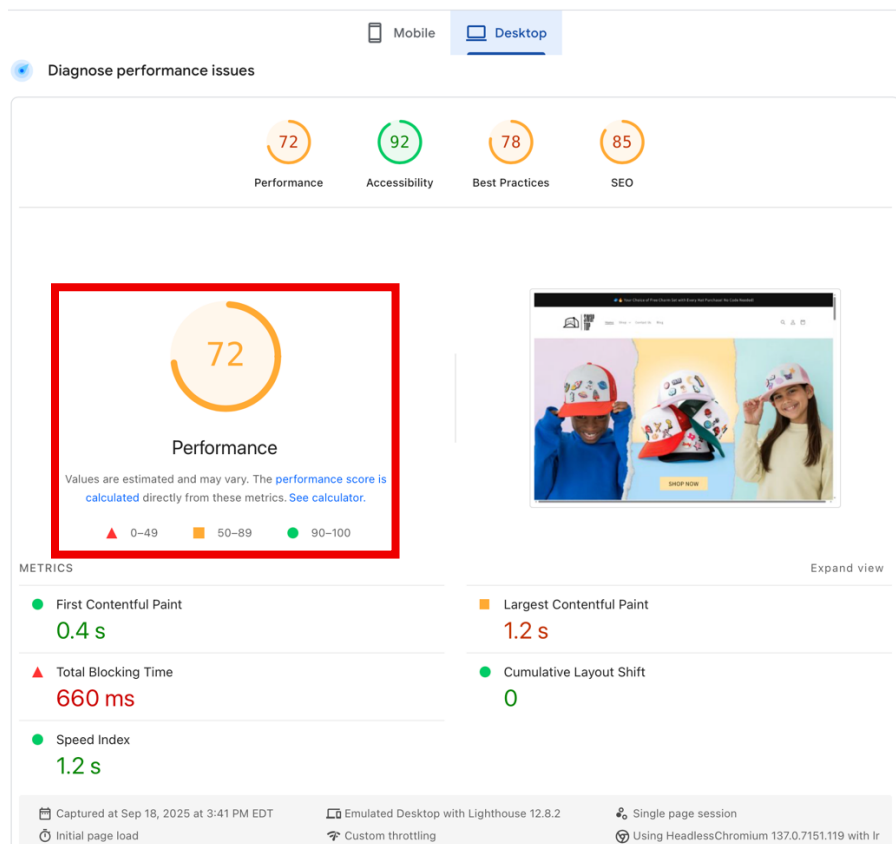 Mobile
Desktop
Diagnose performance issues
72
92
78
85
Performance
Accessibility
Best Practices
SEO
72
Performance
Values are estimated and may vary. The performance score is
calculated directly from these metrics. See calculator.
0–49
50–89
90–100
SHOP
TOP
SHOP NOW
METRICS
Expand view
First Contentful Paint
0.4 s
Largest Contentful Paint
1.2 s
Total Blocking Time
660 ms
Cumulative Layout Shift
0
Speed Index
1.2 s
Captured at Sep 18, 2025 at 3:41 PM EDT
Emulated Desktop with Lighthouse 12.8.2
Single page session
Initial page load
Custom throttling
Using HeadlessChromium 137.0.7151.119 with lr